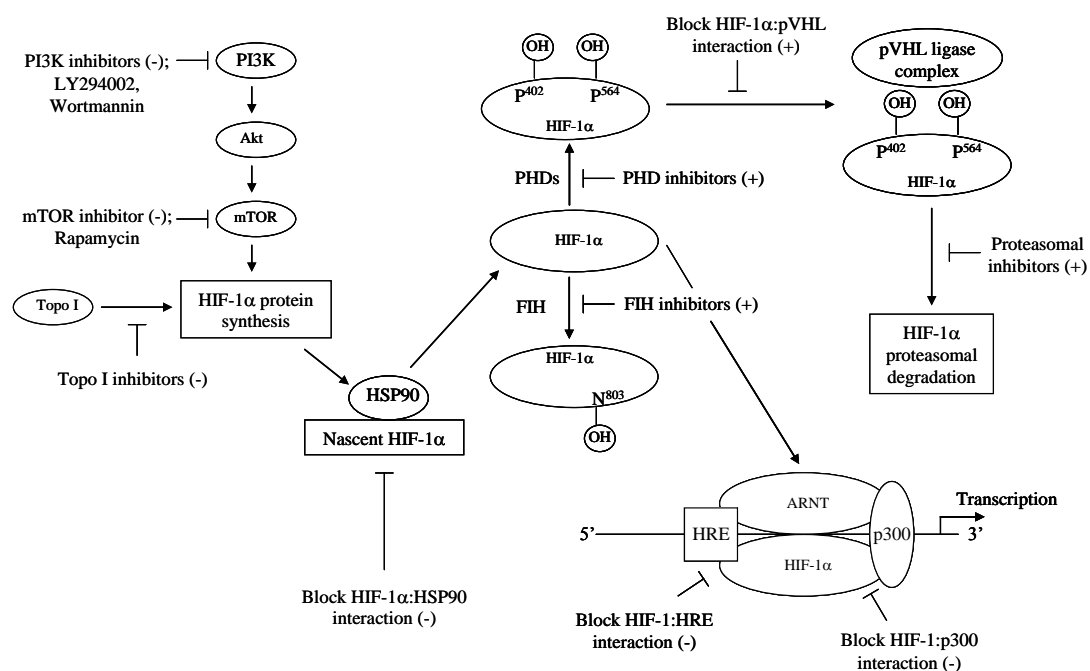 PI3K inhibitors (-);
LY294002,
Wortmannin
PI3K
Akt
mTOR inhibitor (-);
Rapamycin
mTOR
Topo I
HIF-1α protein
synthesis
Topo I inhibitors (-)
HSP90
Nascent HIF-1α
Block HIF-1α:HSP90
interaction (-)
OH
OH
P402
P564
HIF-1α
PHDs
PHD inhibitors (+)
HIF-1α
FIH
FIH inhibitors (+)
HIF-1α
N803
OH
Block HIF-1α:pVHL
interaction (+)
pVHL ligase
complex
OH
OH
P402
P564
HIF-1α
Proteasomal
inhibitors (+)
HIF-1α
proteasomal
degradation
ARNT
Transcription
5’
HRE
p300
3’
HIF-1α
Block HIF-1:HRE
interaction (-)
Block HIF-1:p300
interaction (-)